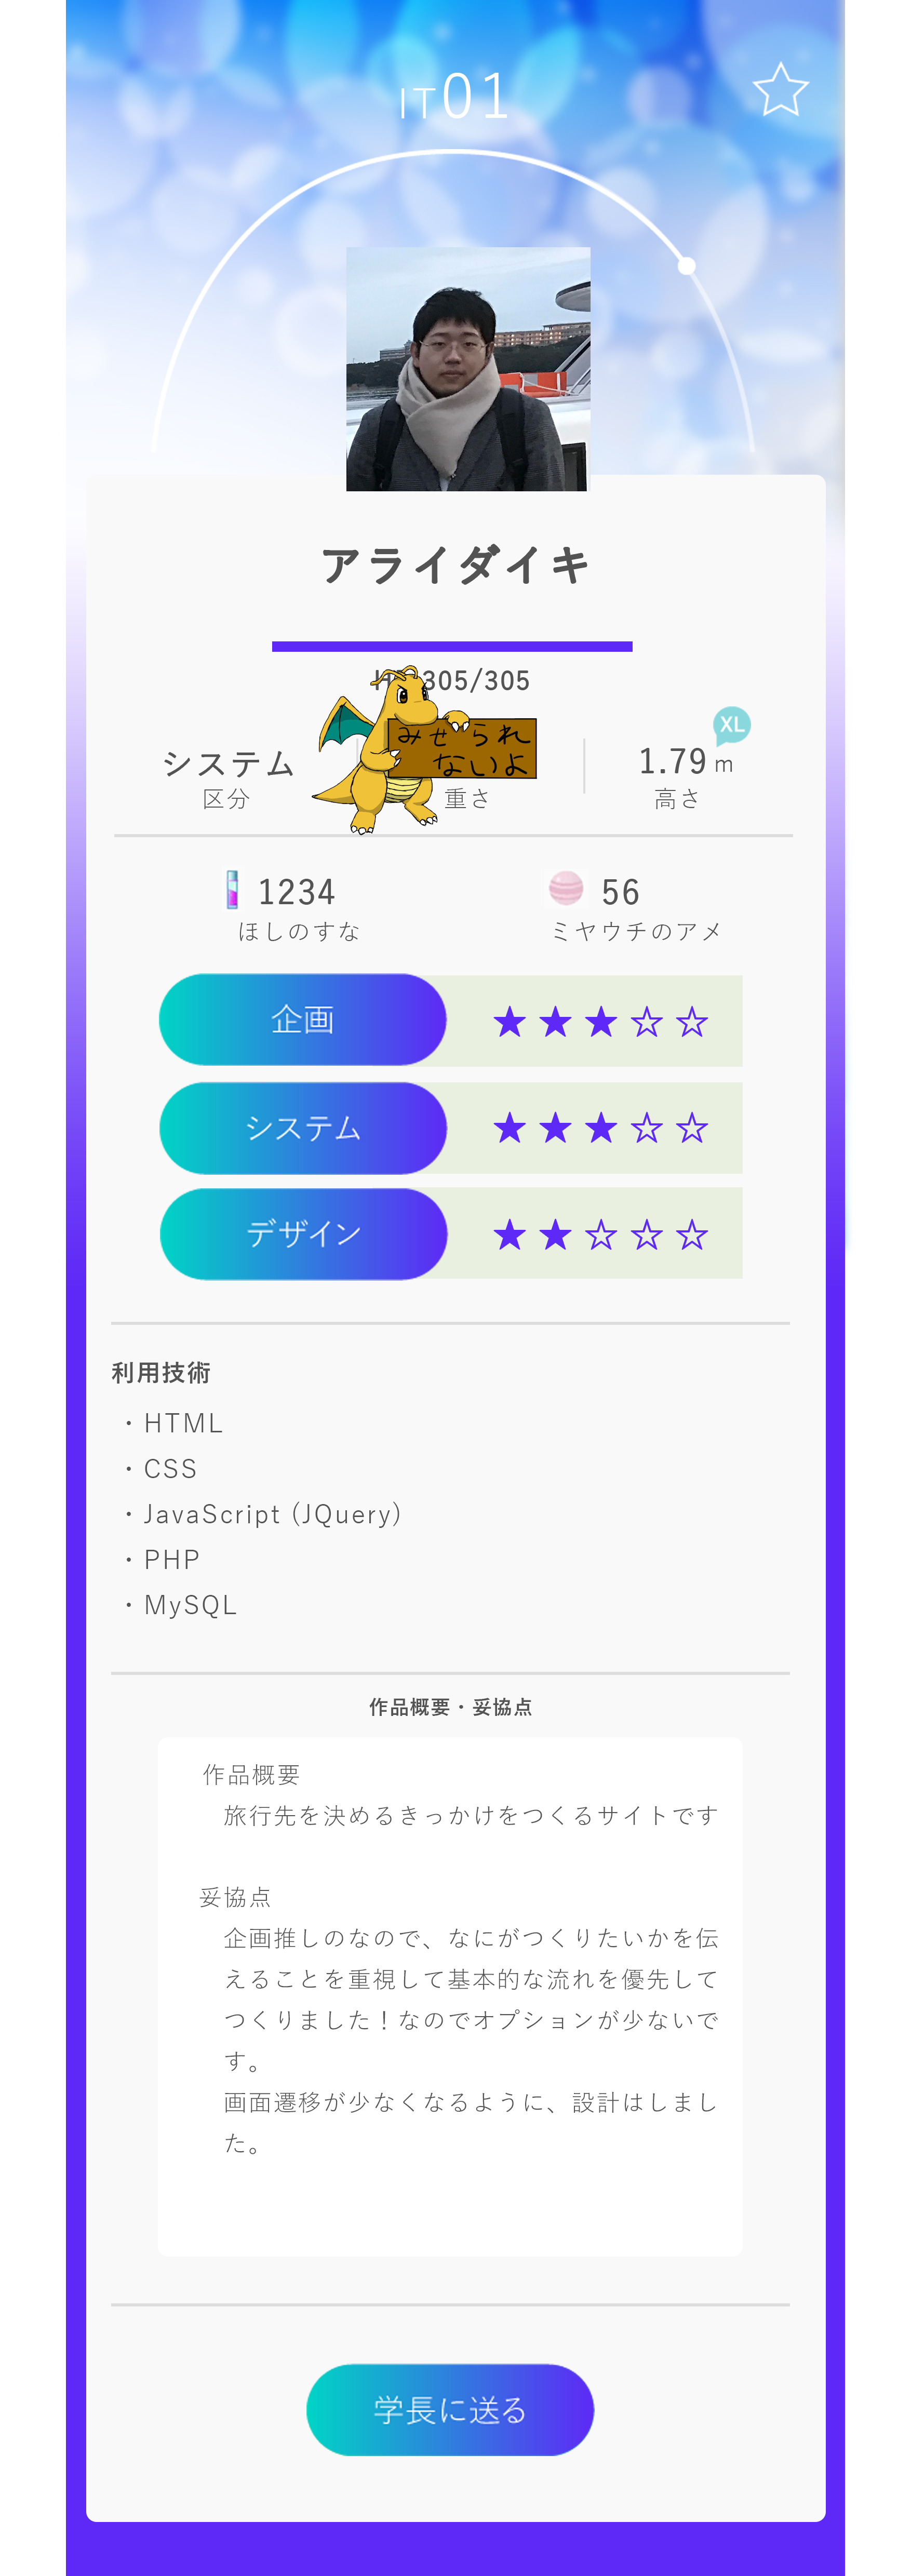 IT01
アライダイキ
305/305
みせられ
ないよ
XL
システム
1.79m
区分
重さ
高さ
1234
56
ほしのすな
ミヤウチのアメ
企画
システム
デザイン
利用技術
・HTML
・CSS
・JavaScript (JQuery)
・PHP
・MySQL
作品概要・妥協点
作品概要
旅行先を決めるきっかけをつくるサイトです
妥協点
企画推しのなので、なにがつくりたいかを伝
えることを重視して基本的な流れを優先して
つくりました！なのでオプションが少ないで
す。
画面遷移が少なくなるように、設計はしまし
た。
学長に送る